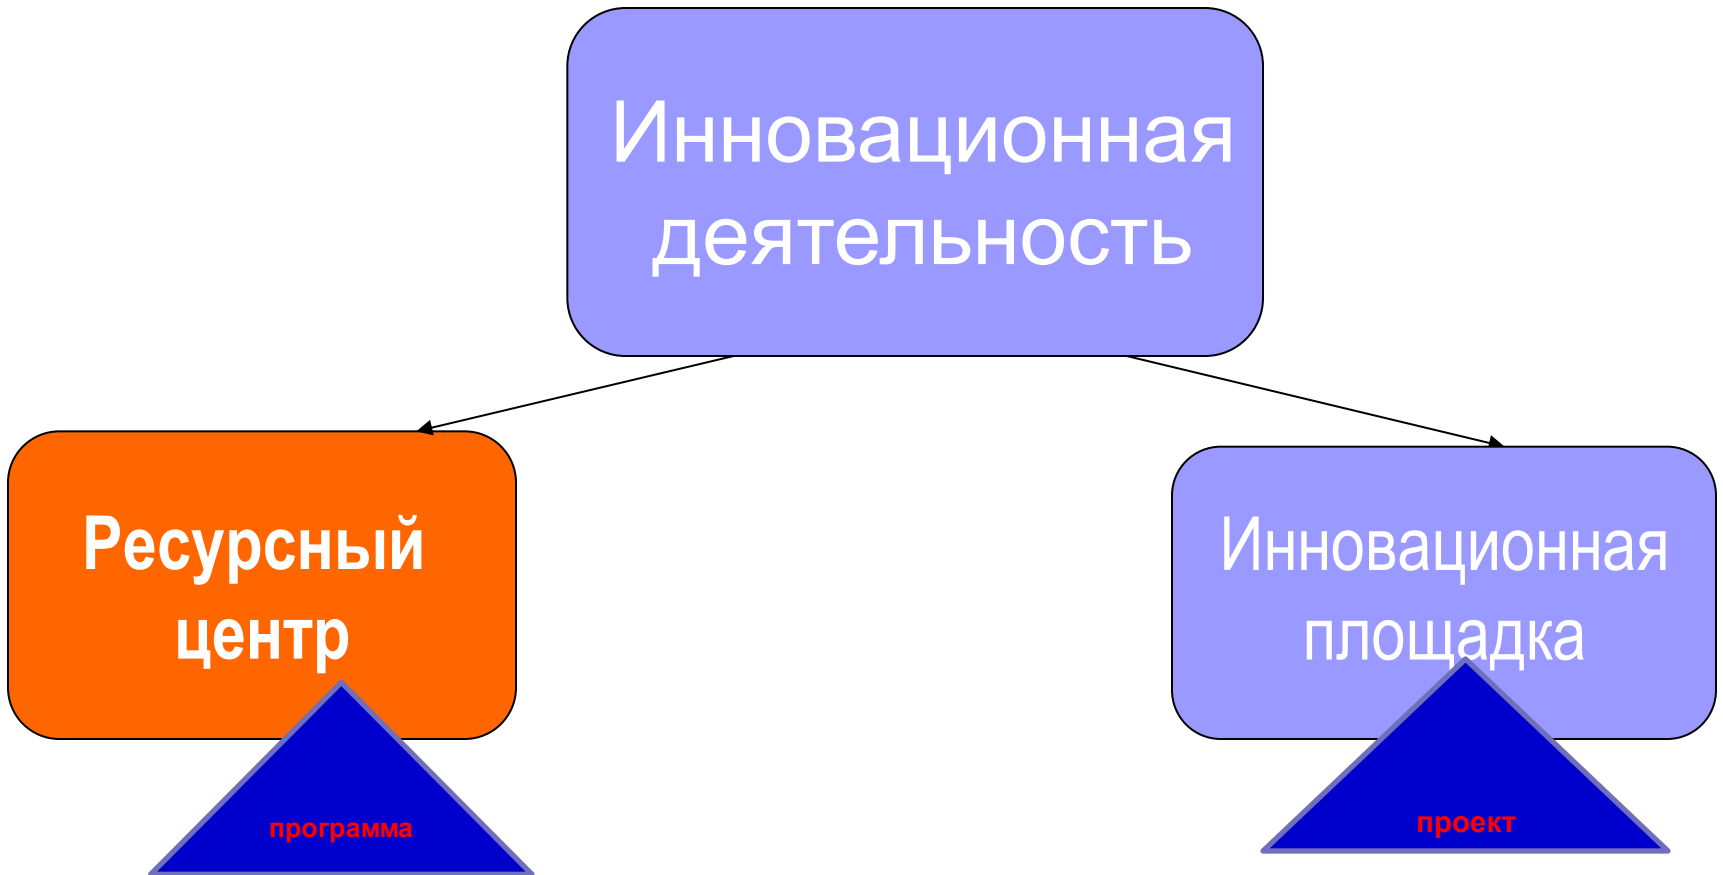 Инновационная
деятельность
Ресурсный
центр
программа
Инновационная
площадка
проект